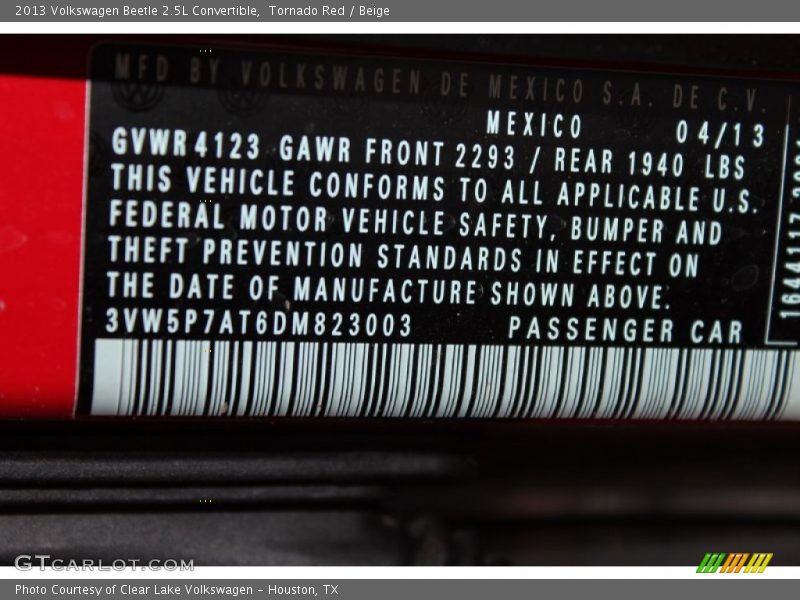 2013 Volkswagen Beetle 2.5L Convertible,  Tornado Red / Beige
MFD BY VOLKSWAGEN DE MEXICO S.A. DE C.V.
MEXICO 04/13
GVWR 4123 GAWR FRONT 2293 / REAR 1940 LBS
THIS VEHICLE CONFORMS TO ALL APPLICABLE U.S.
FEDERAL MOTOR VEHICLE SAFETY, BUMPER AND
THEFT PREVENTION STANDARDS IN EFFECT ON
THE DATE OF MANUFACTURE SHOWN ABOVE.
3VW5P7AT6DM823003 PASSENGER CAR
GTcarlot.com
Photo Courtesy of Clear Lake Volkswagen – Houston, TX